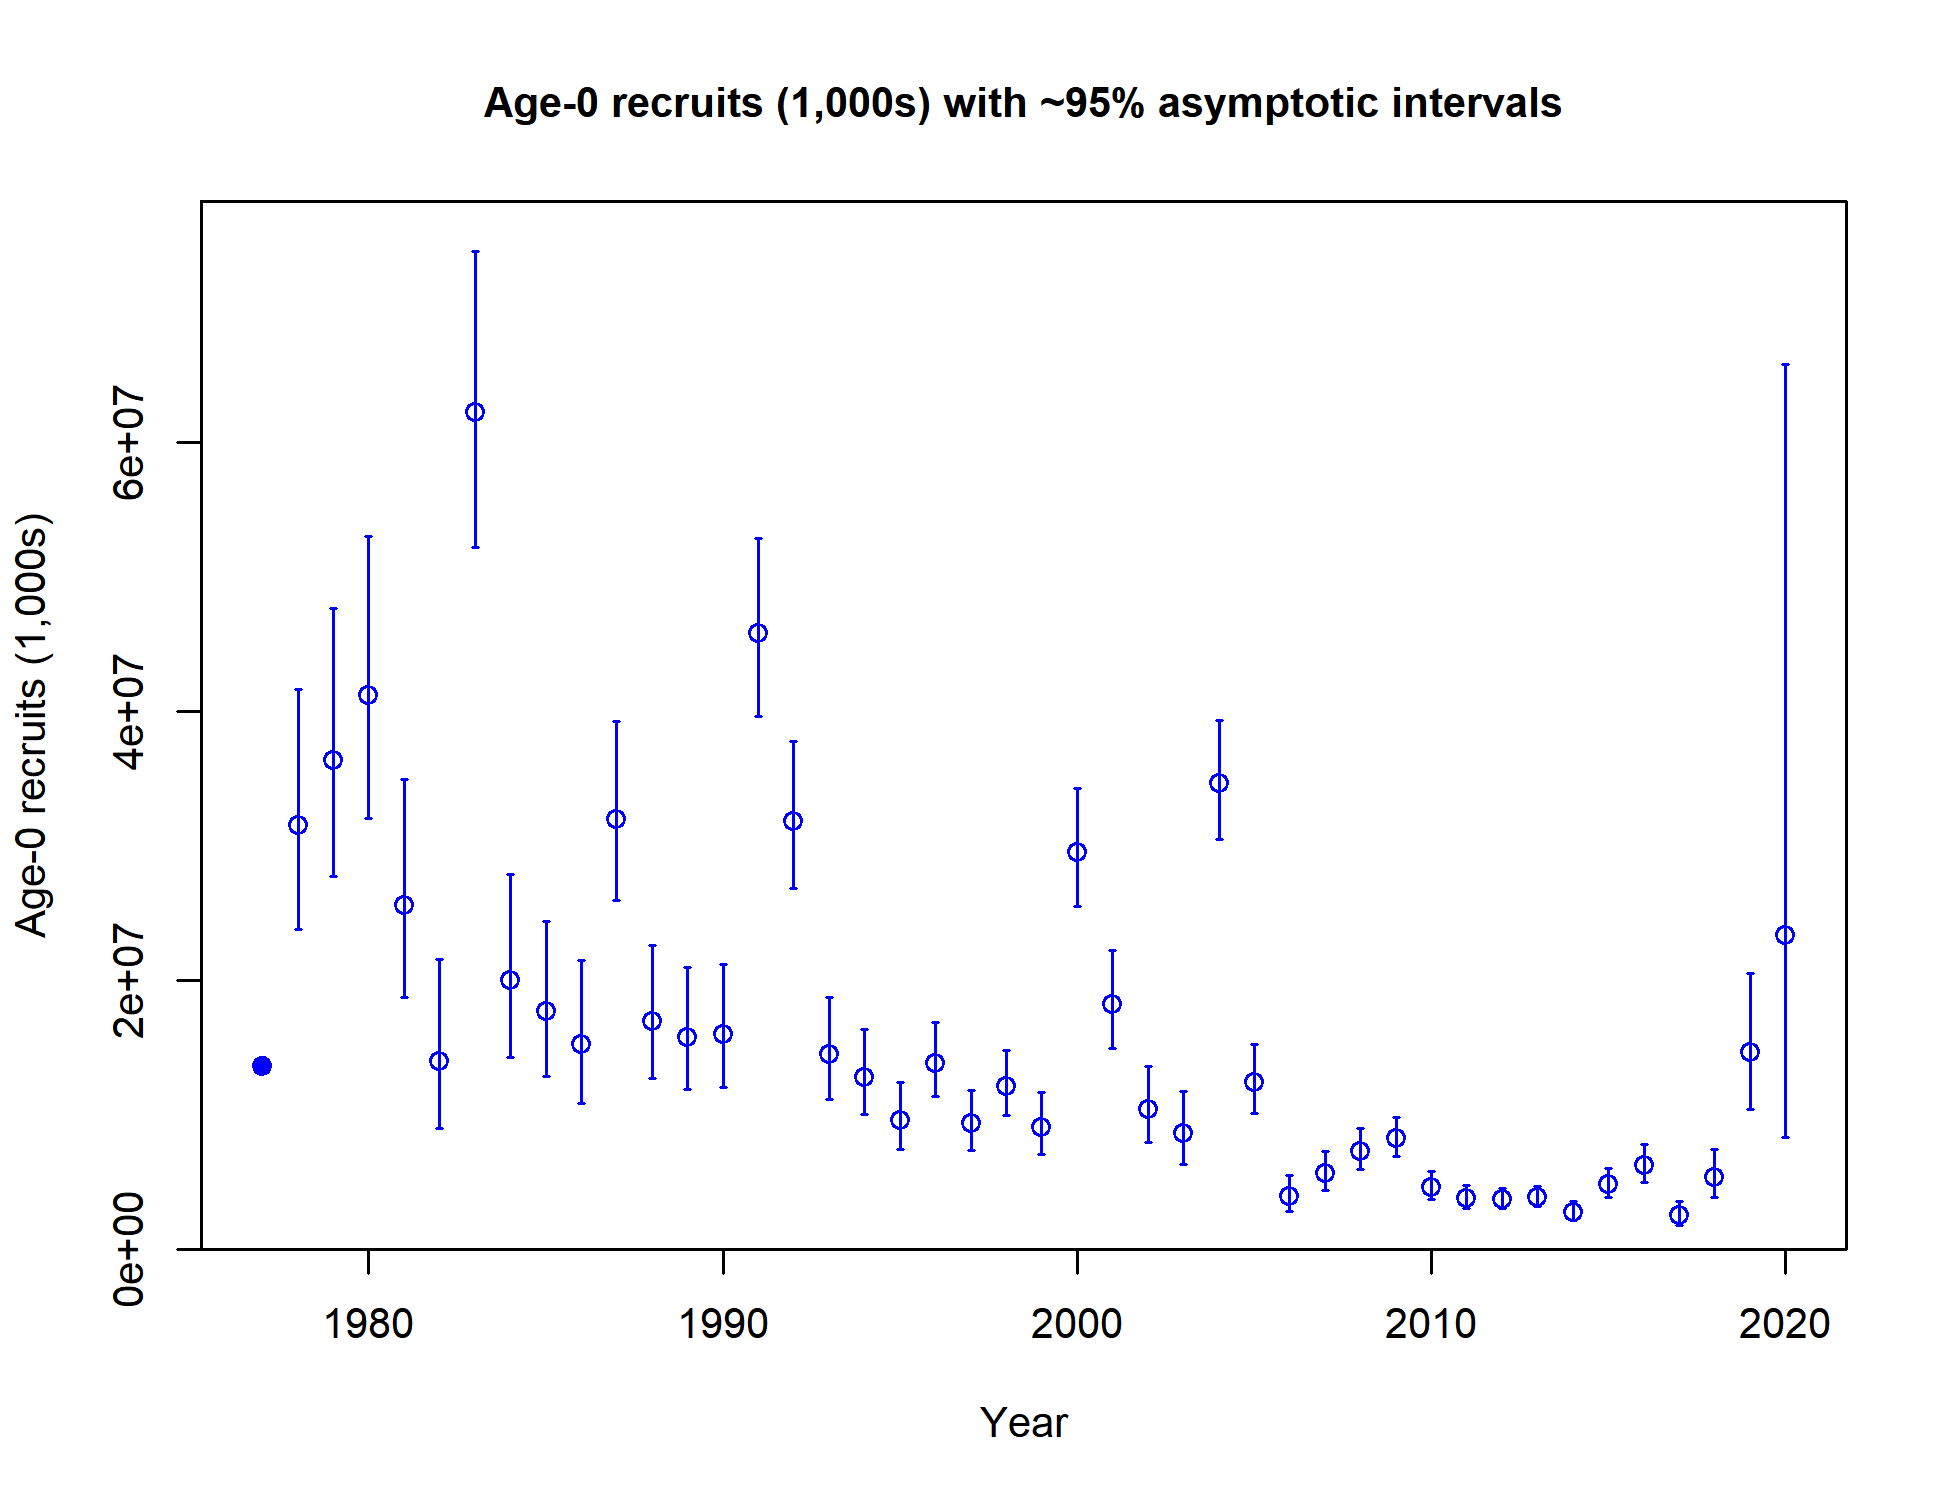 Age-0 recruits (1,000s) with ~95% asymptotic intervals
Age-0 recruits (1,000s)
6e+07
4e+07
2e+07
0e+00
1980 1990 2000 2010 2020
Year